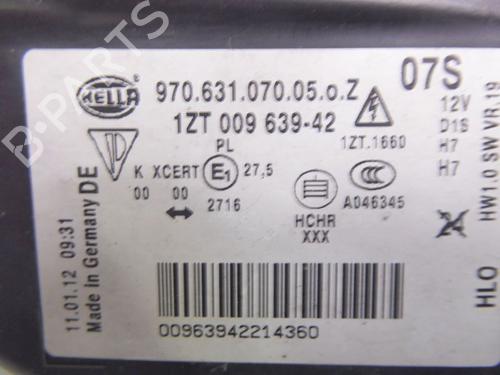 HELLA
970.631.070.05.o.Z
07S
1ZT 009 639-42
12V
D1S
H7
H7
1ZT.1660
PL
K XCERT
E1
27,5
00 00
2716
HCHR
XXX
A046345
HW1.0 SW VR.19
HLO
11.01.12 09:31
Made in Germany DE
00963942214360
B-PARTS